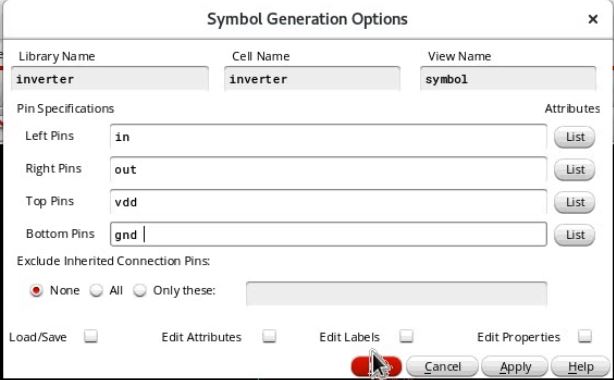 Symbol Generation Options ×
Library Name Cell Name View Name
inverter inverter symbol
Pin Specifications Attributes
Left Pins in List
Right Pins out List
Top Pins vdd List
Bottom Pins gnd List
Exclude Inherited Connection Pins:
None All Only these:
Load/Save Edit Attributes Edit Labels Edit Properties
Cancel Apply Help